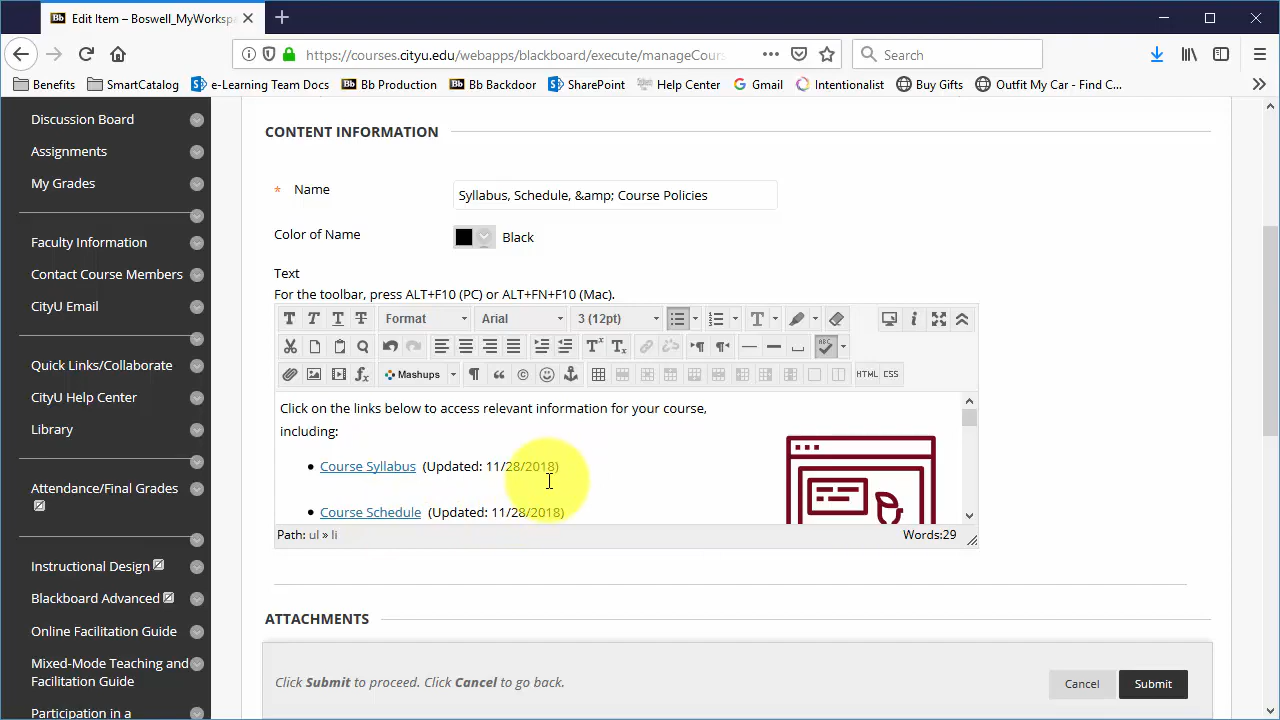 Edit Item – Boswell_MyWorkspa
https://courses.cityu.edu/webapps/blackboard/execute/manageCours
Search
Benefits
SmartCatalog
e-Learning Team Docs
Bb Production
Bb Backdoor
SharePoint
Help Center
Gmail
Intentionalist
Buy Gifts
Outfit My Car - Find C...
Discussion Board
Assignments
My Grades
Faculty Information
Contact Course Members
CityU Email
Quick Links/Collaborate
CityU Help Center
Library
Attendance/Final Grades
Instructional Design
Blackboard Advanced
Online Facilitation Guide
Mixed-Mode Teaching and
Facilitation Guide
Participation in a
CONTENT INFORMATION
* Name
Syllabus, Schedule, &amp; Course Policies
Color of Name
Black
Text
For the toolbar, press ALT+F10 (PC) or ALT+FN+F10 (Mac).
T T T T Format Arial 3 (12pt)
Mashups
HTML CSS
Click on the links below to access relevant information for your course,
including:
• Course Syllabus (Updated: 11/28/2018)
• Course Schedule (Updated: 11/28/2018)
Path: ul » li
Words:29
ATTACHMENTS
Click Submit to proceed. Click Cancel to go back.
Cancel
Submit